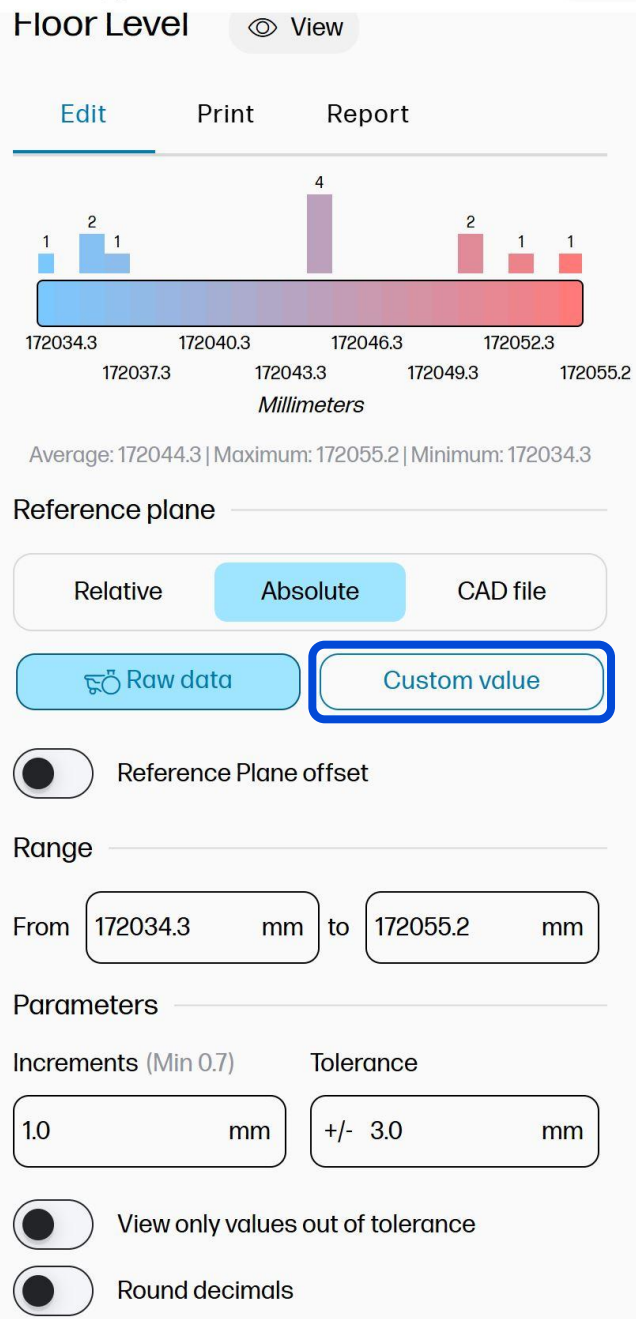 Floor Level View
Edit Print Report
4
2 2
1 1 1 1
172034.3 172040.3 172046.3 172052.3
172037.3 172043.3 172049.3 172055.2
Millimeters
Average: 172044.3 | Maximum: 172055.2 | Minimum: 172034.3
Reference plane
Relative Absolute CAD file
Raw data Custom value
Reference Plane offset
Range
From 172034.3 mm to 172055.2 mm
Parameters
Increments (Min 0.7) Tolerance
1.0 mm +/- 3.0 mm
View only values out of tolerance
Round decimals